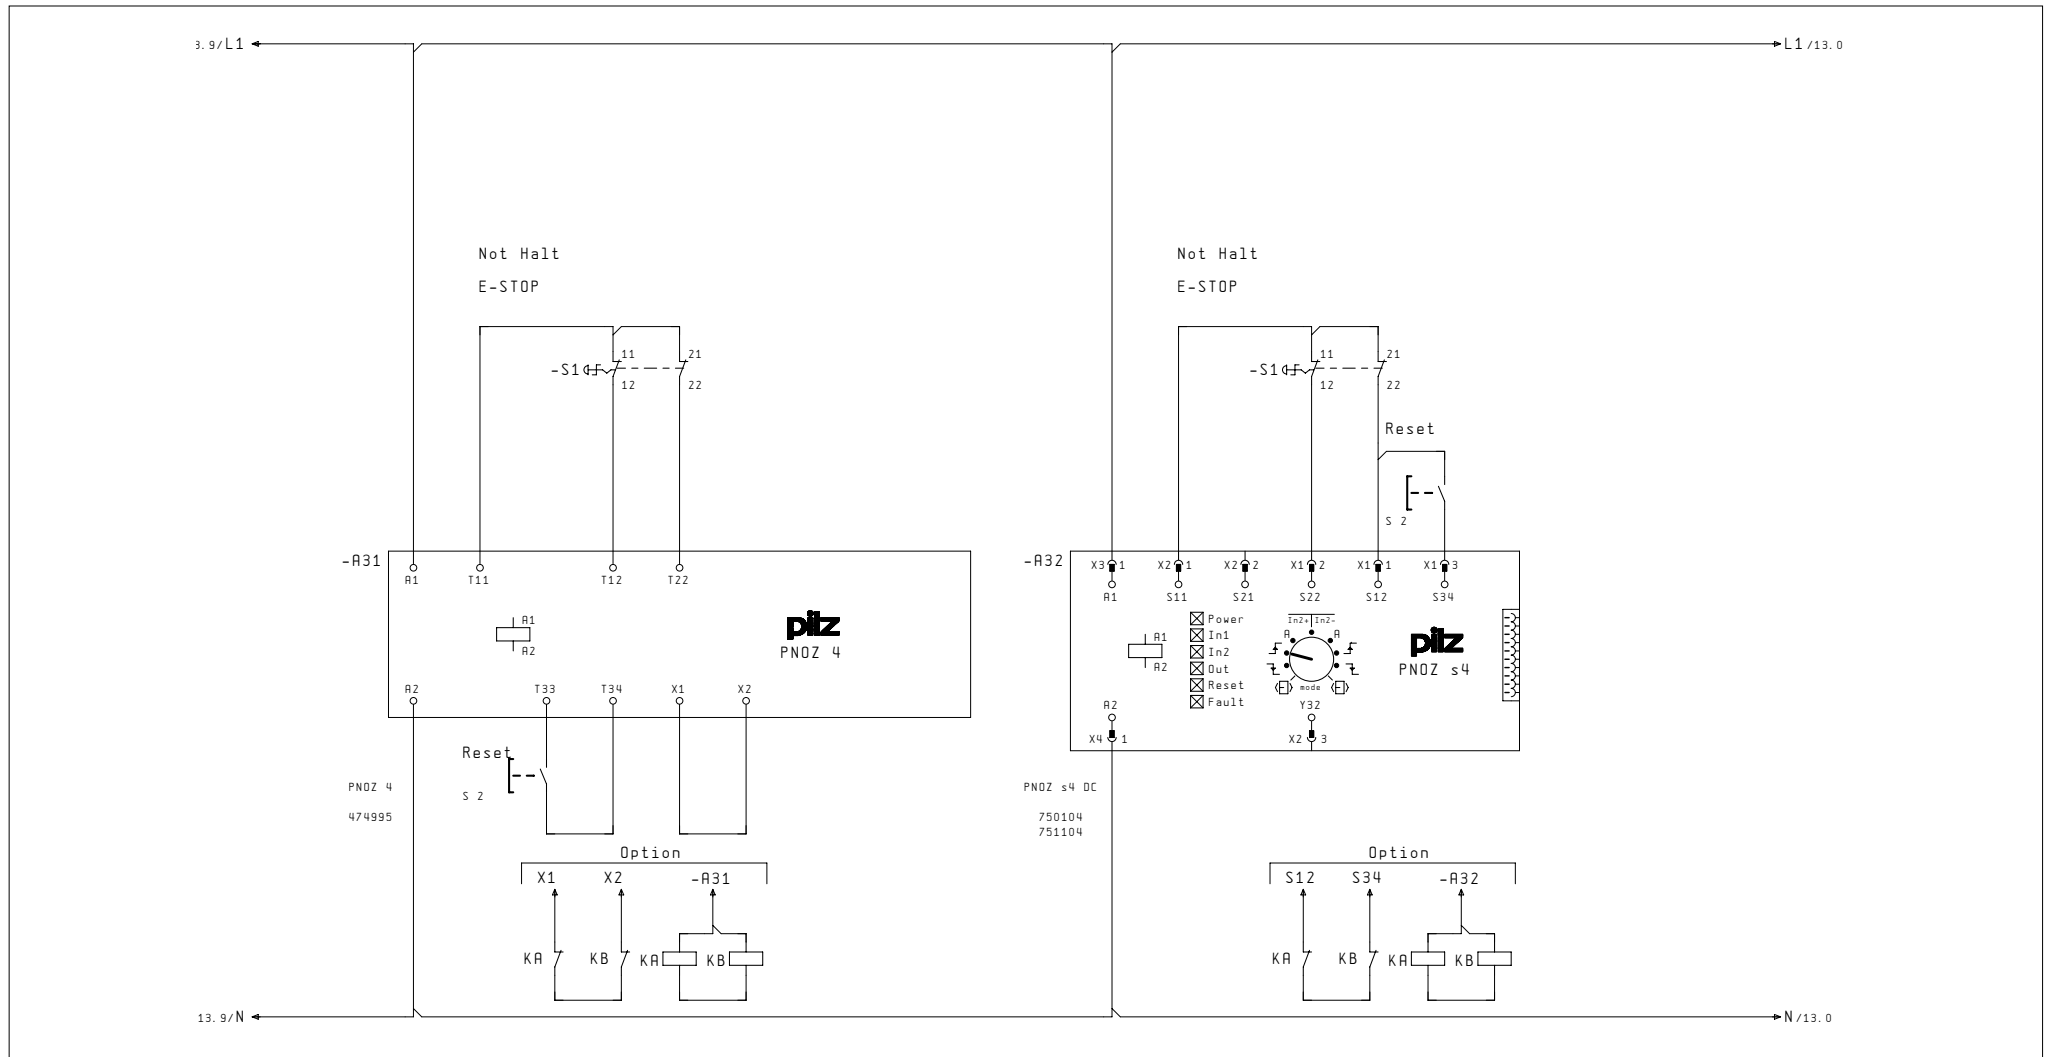 3.9/L1
L1/13.0
Not Halt
E-STOP
Not Halt
E-STOP
11
21
-S1
12
22
11
21
-S1
12
22
Reset
S 2
-A31
A1
T11
T12
T22
A1
A2
pilz
PNOZ 4
A2
T33
T34
X1
X2
Reset
S 2
PNOZ 4
474995
-A32
X3 1
X2 1
X2 2
X1 2
X1 1
X1 3
A1
S11
S21
S22
S12
S34
A1
A2
Power
In1
In2
Out
Reset
Fault
In2+ In2-
A
A
mode
pilz
PNOZ s4
A2
Y32
X4 1
X2 3
PNOZ s4 DC
750104
751104
Option
X1 X2 -A31
KA KB KA KB
Option
S12 S34 -A32
KA KB KA KB
13.9/N
N/13.0